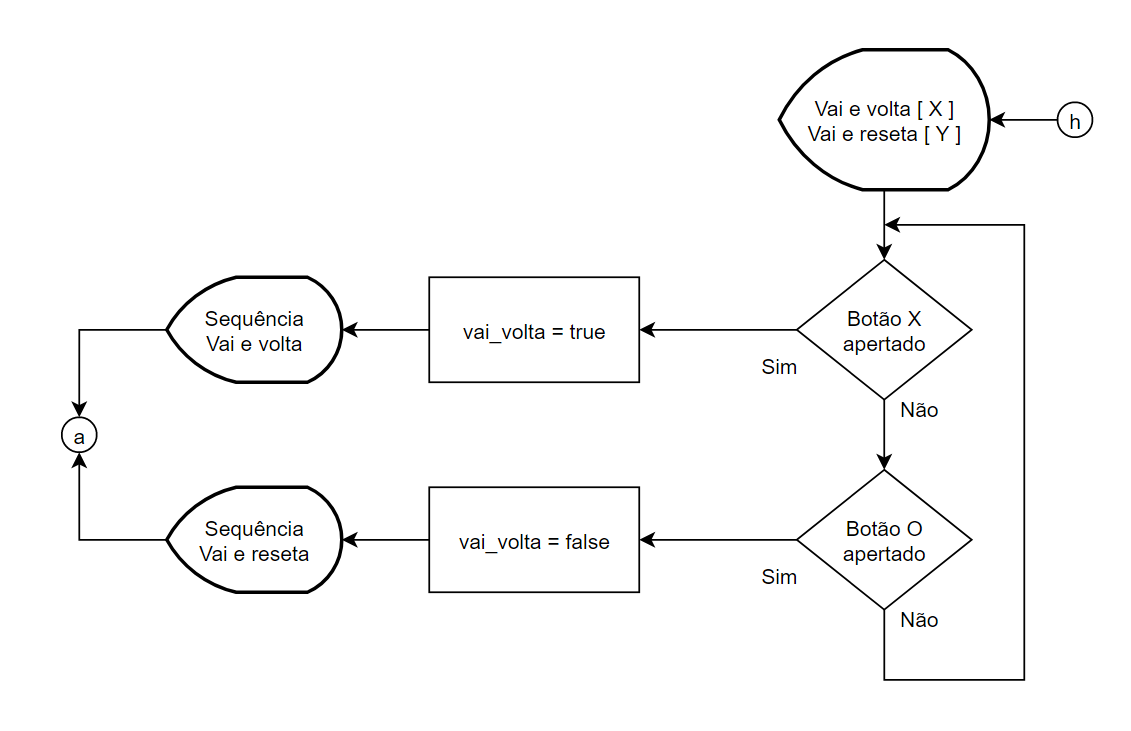 Vai e volta [ X ]
Vai e reseta [ Y ]
h
Botão X
apertado
Sim
Não
vai_volta = true
Sequência
Vai e volta
a
Botão O
apertado
Sim
Não
vai_volta = false
Sequência
Vai e reseta